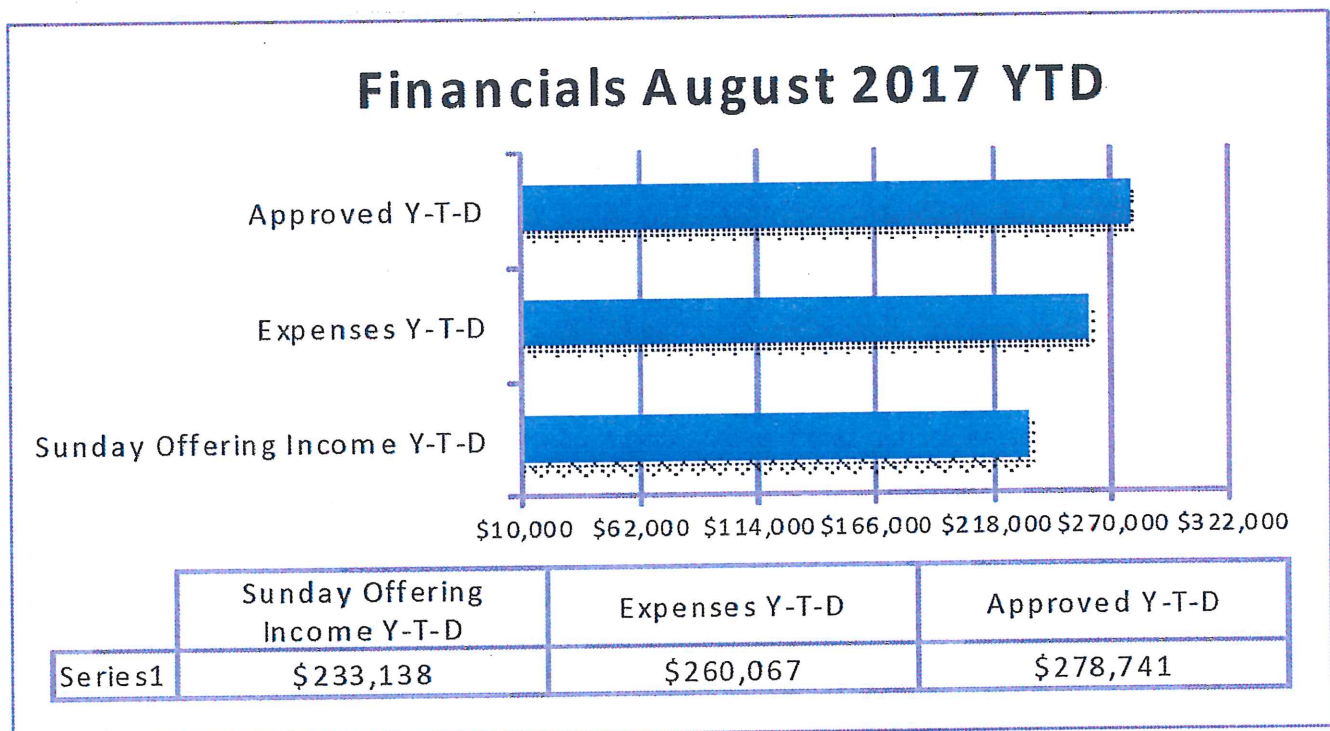 Financials August 2017 YTD
Approved Y-T-D
Expenses Y-T-D
Sunday Offering Income Y-T-D
$10,000 $62,000 $114,000 $166,000 $218,000 $270,000 $322,000
Sunday Offering
Income Y-T-D
Expenses Y-T-D
Approved Y-T-D
Series1 $233,138 $260,067 $278,741